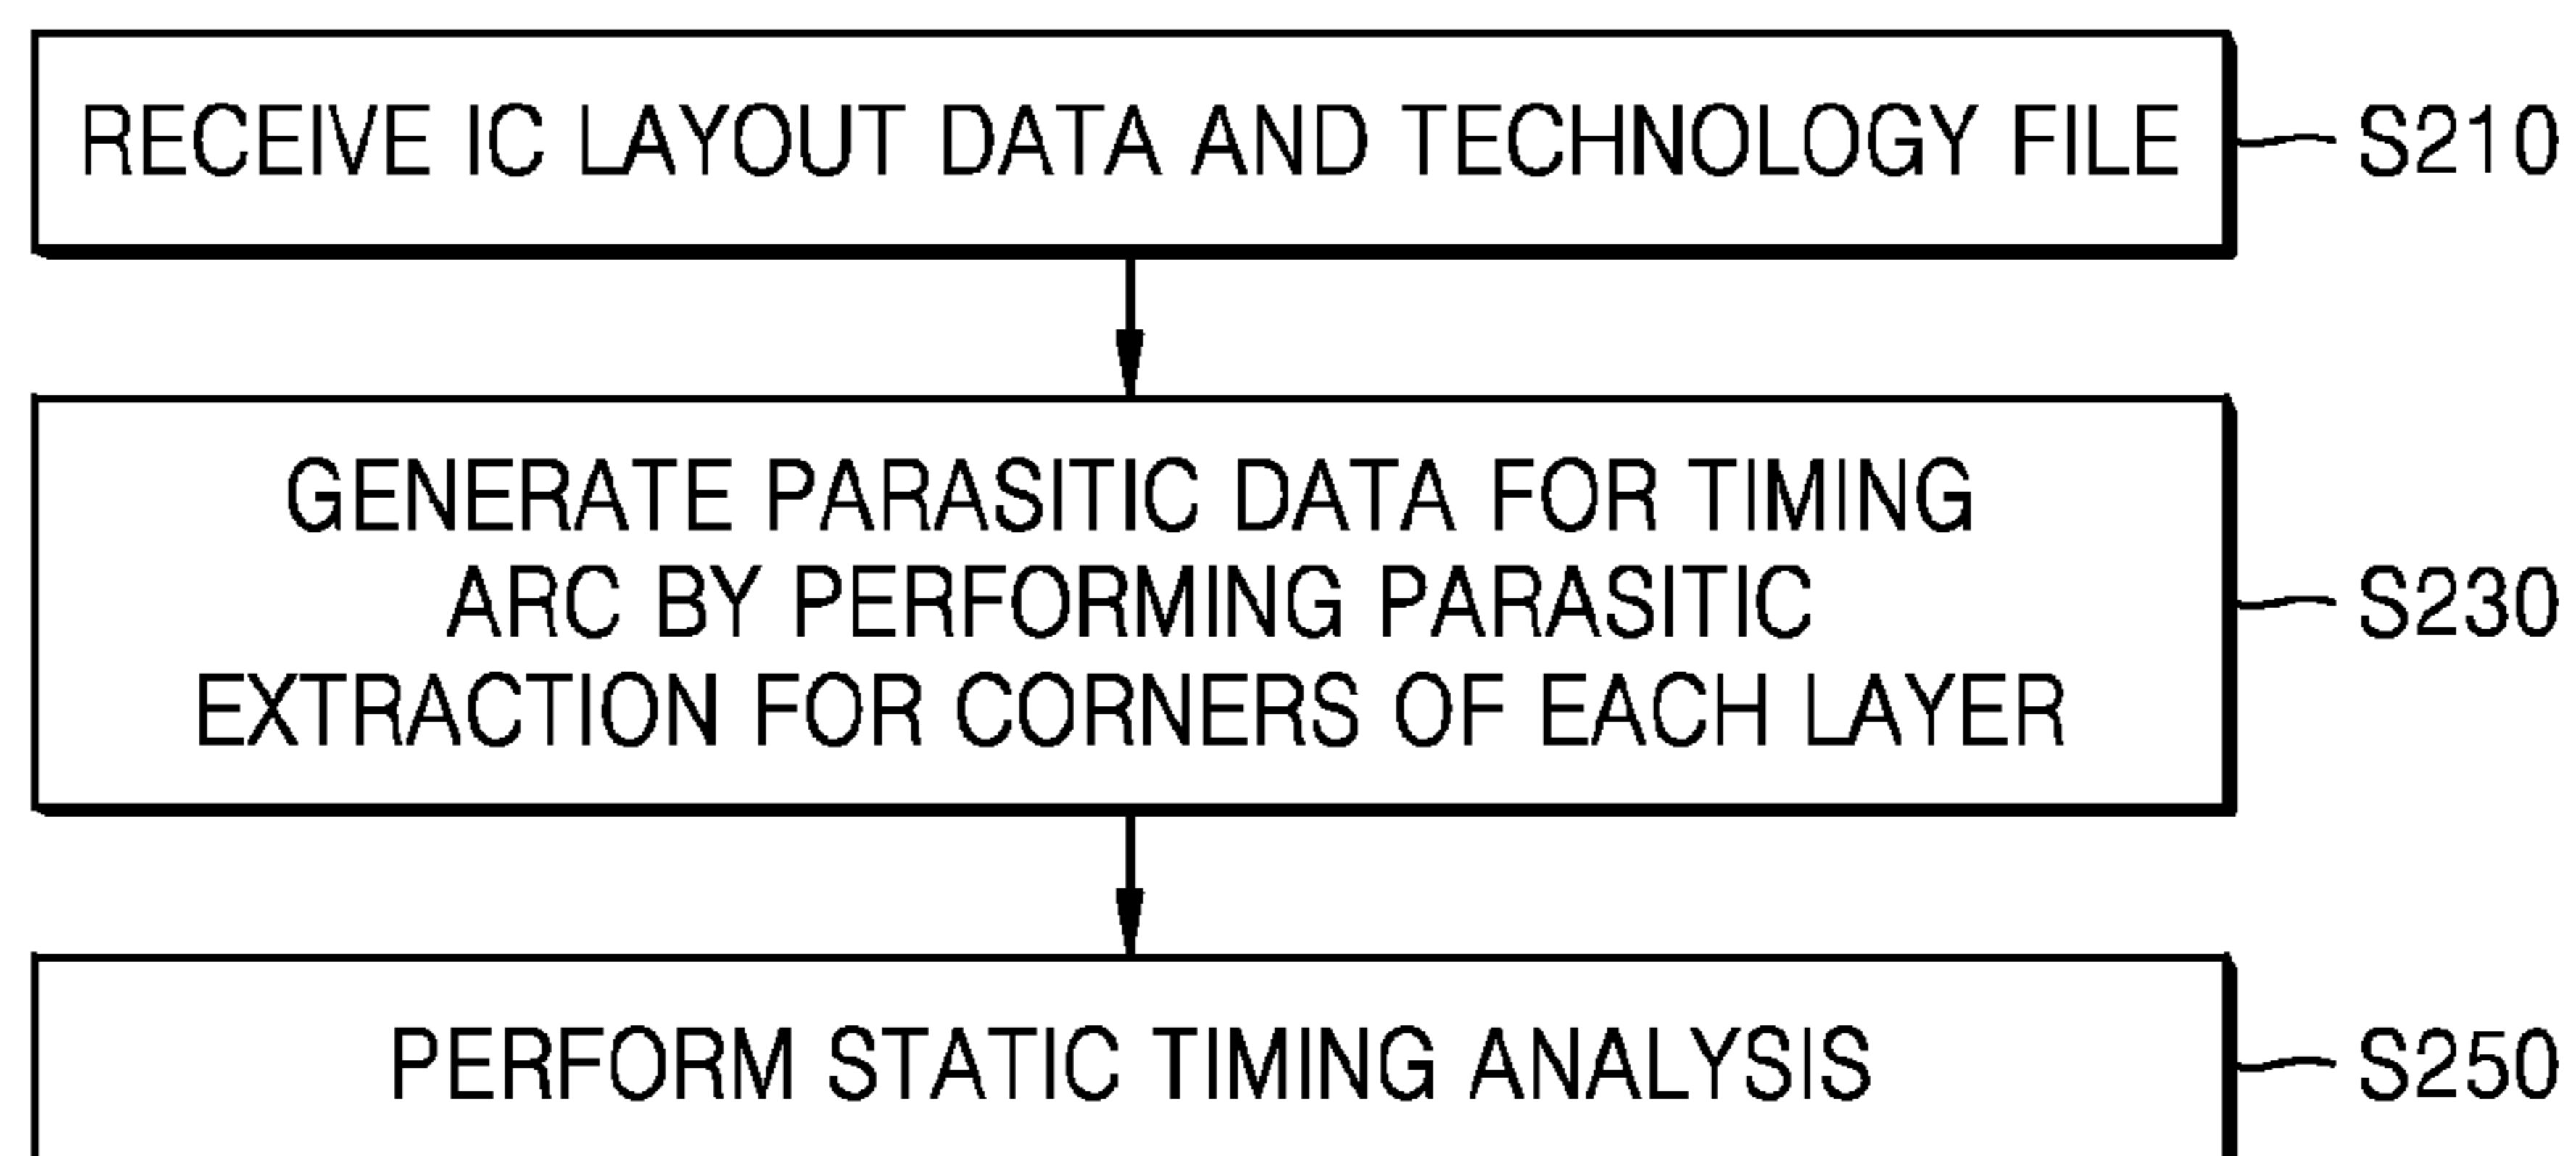 RECEIVE IC LAYOUT DATA AND TECHNOLOGY FILE
S210
GENERATE PARASITIC DATA FOR TIMING
ARC BY PERFORMING PARASITIC
EXTRACTION FOR CORNERS OF EACH LAYER
S230
PERFORM STATIC TIMING ANALYSIS
S250